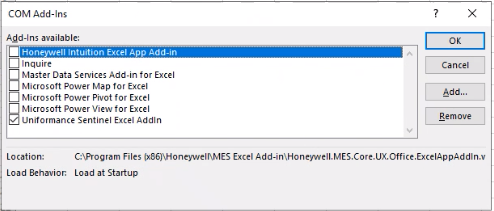 COM Add-Ins
Add-Ins available:
Honeywell Intuition Excel App Add-in
Inquire
Master Data Services Add-in for Excel
Microsoft Power Map for Excel
Microsoft Power Pivot for Excel
Microsoft Power View for Excel
Uniformance Sentinel Excel AddIn
OK
Cancel
Add...
Remove
Location: C:\Program Files (x86)\Honeywell\MES Excel Add-in\Honeywell.MES.Core.UX.Office.ExcelAppAddIn.v
Load Behavior: Load at Startup